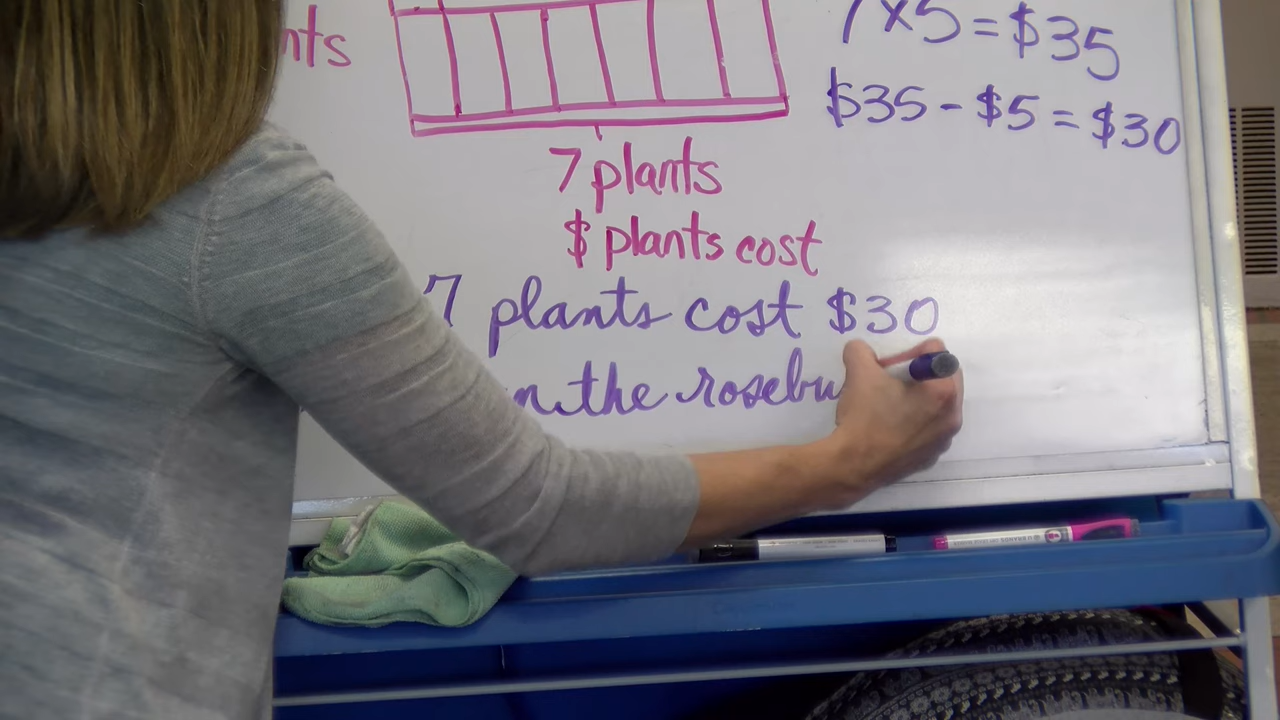 nts
7 plants
$ plants cost
7 × 5 = $35
$35 - $5 = $30
7 plants cost $30
the rosebu